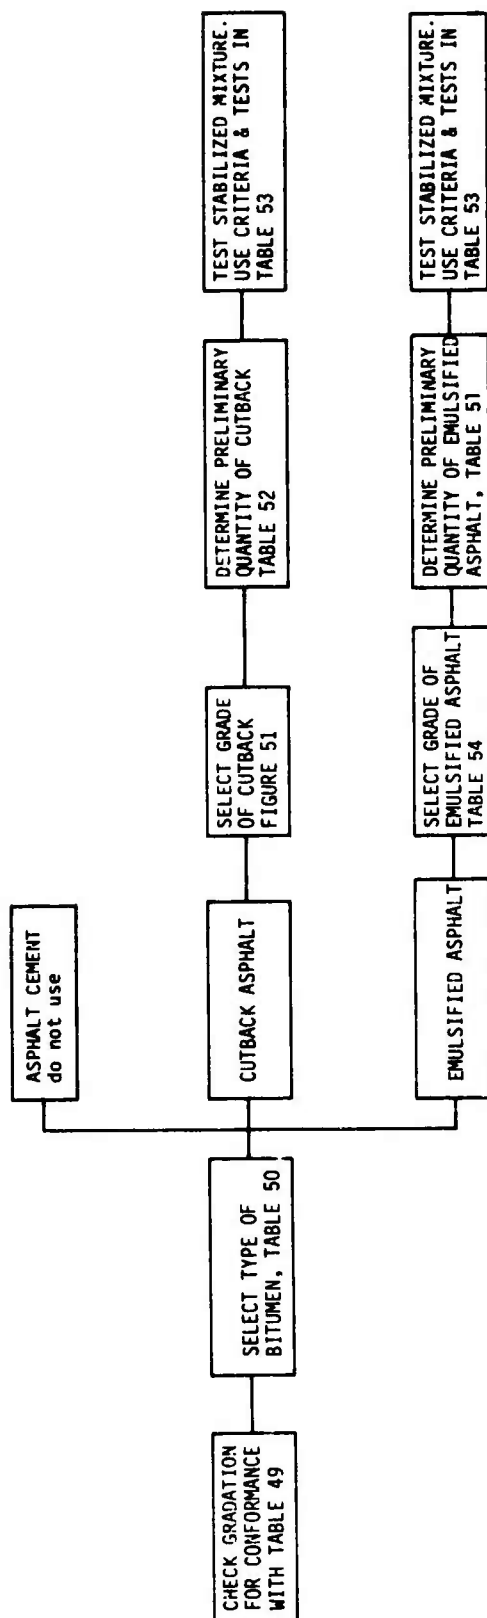 CHECK GRADATION
FOR CONFORMANCE
WITH TABLE 49
SELECT TYPE OF
BITUMEN, TABLE 50
ASPHALT CEMENT
do not use
CUTBACK ASPHALT
SELECT GRADE
OF CUTBACK
FIGURE 51
DETERMINE PRELIMINARY
QUANTITY OF CUTBACK
TABLE 52
TEST STABILIZED MIXTURE.
USE CRITERIA & TESTS IN
TABLE 53
EMULSIFIED ASPHALT
SELECT GRADE OF
EMULSIFIED ASPHALT
TABLE 54
DETERMINE PRELIMINARY
QUANTITY OF EMULSIFIED
ASPHALT, TABLE 51
TEST STABILIZED MIXTURE.
USE CRITERIA & TESTS IN
TABLE 53